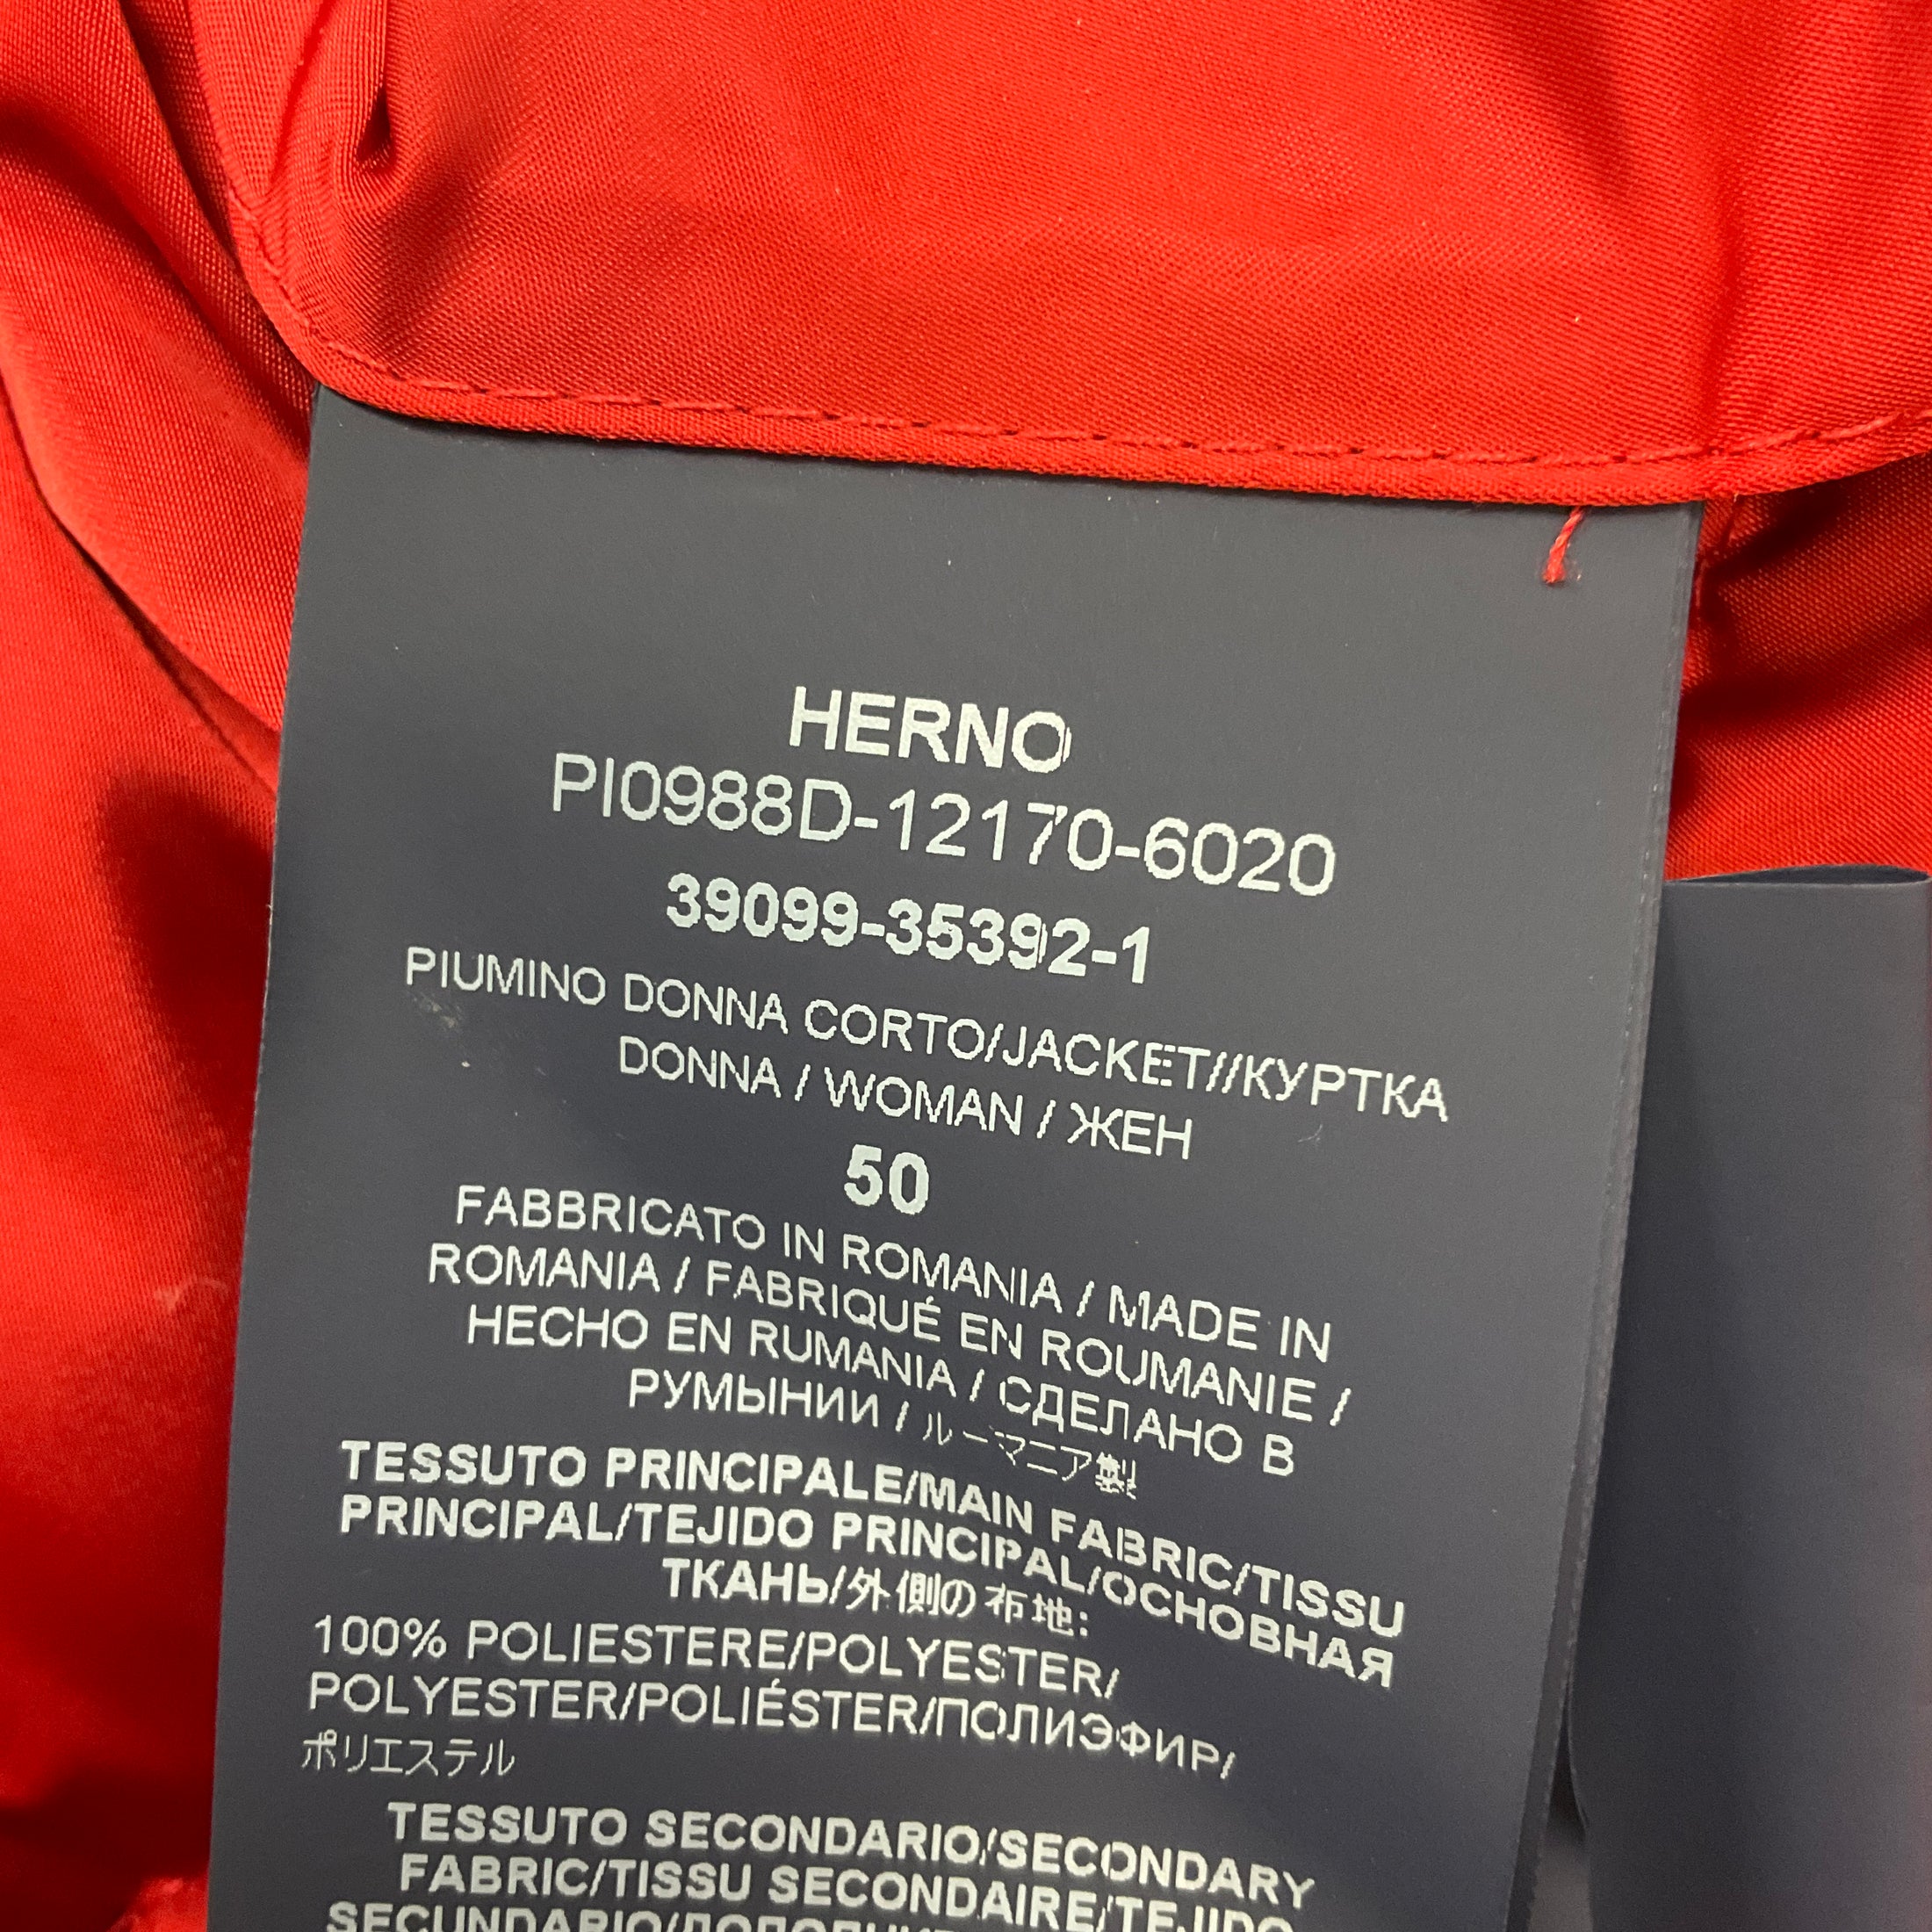 HERNO
PI0988D-12170-6020
39099-35392-1
PIUMINO DONNA CORTO/JACKET//КУРТКА
DONNA / WOMAN / ЖЕН
50
FABBRICATO IN ROMANIA / MADE IN
ROMANIA / FABRIQUÉ EN ROUMANIE /
HECHO EN RUMANIA / СДЕЛАНО В
РУМЫНИИ / ルーマニア製
TESSUTO PRINCIPALE/MAIN FABRIC/TISSU
PRINCIPAL/TEJIDO PRINCIPAL/ОСНОВНАЯ
ТКАНЬ/外側の布地:
100% POLIESTERE/POLYESTER/
POLYESTER/POLIÉSTER/ПОЛИЭФИР/
ポリエステル
TESSUTO SECONDARIO/SECONDARY
FABRIC/TISSU SECONDAIRE/TEJIDO
SECUNDARIO/